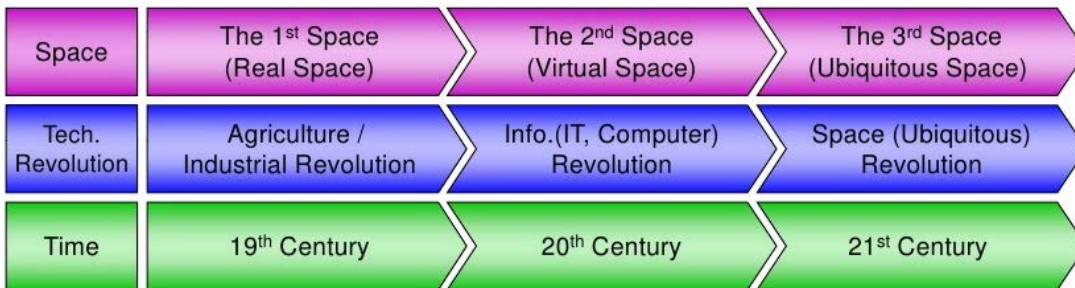 Space
The 1st Space
(Real Space)
The 2nd Space
(Virtual Space)
The 3rd Space
(Ubiquitous Space)
Tech.
Revolution
Agriculture /
Industrial Revolution
Info.(IT, Computer)
Revolution
Space (Ubiquitous)
Revolution
Time
19th Century
20th Century
21st Century